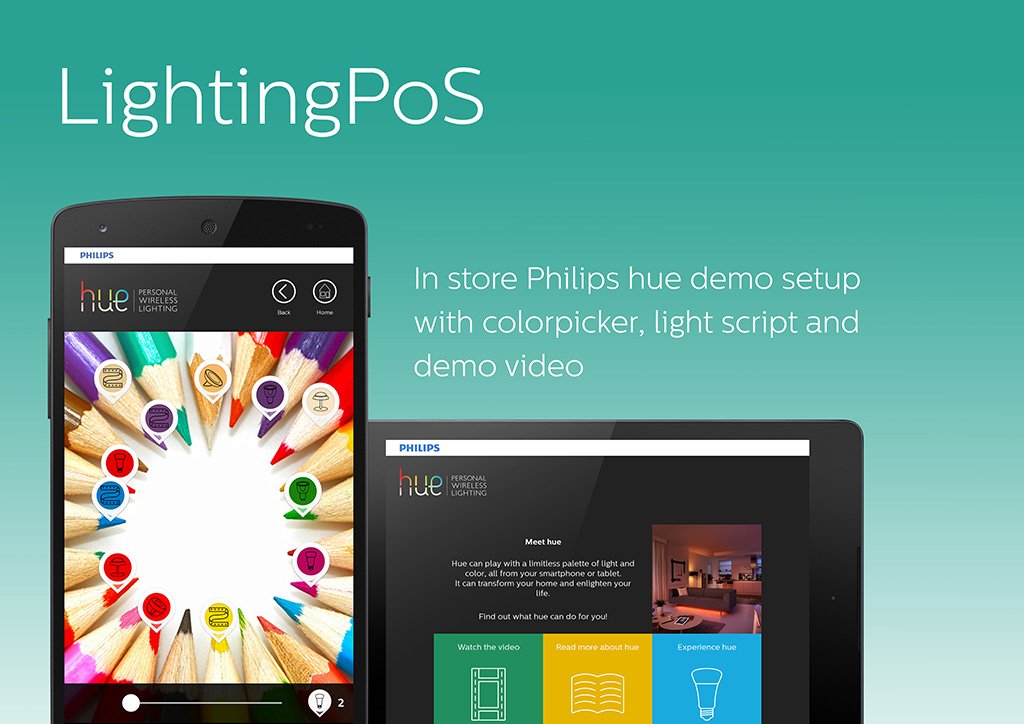 LightingPoS
In store Philips hue demo setup
with colorpicker, light script and
demo video
PHILIPS
hue
PERSONAL
WIRELESS
LIGHTING
Back
Home
2
PHILIPS
hue
PERSONAL
WIRELESS
LIGHTING
Meet hue
Hue can play with a limitless palette of light and
color, all from your smartphone or tablet.
It can transform your home and enlighten your
life.
Find out what hue can do for you!
Watch the video
Read more about hue
Experience hue